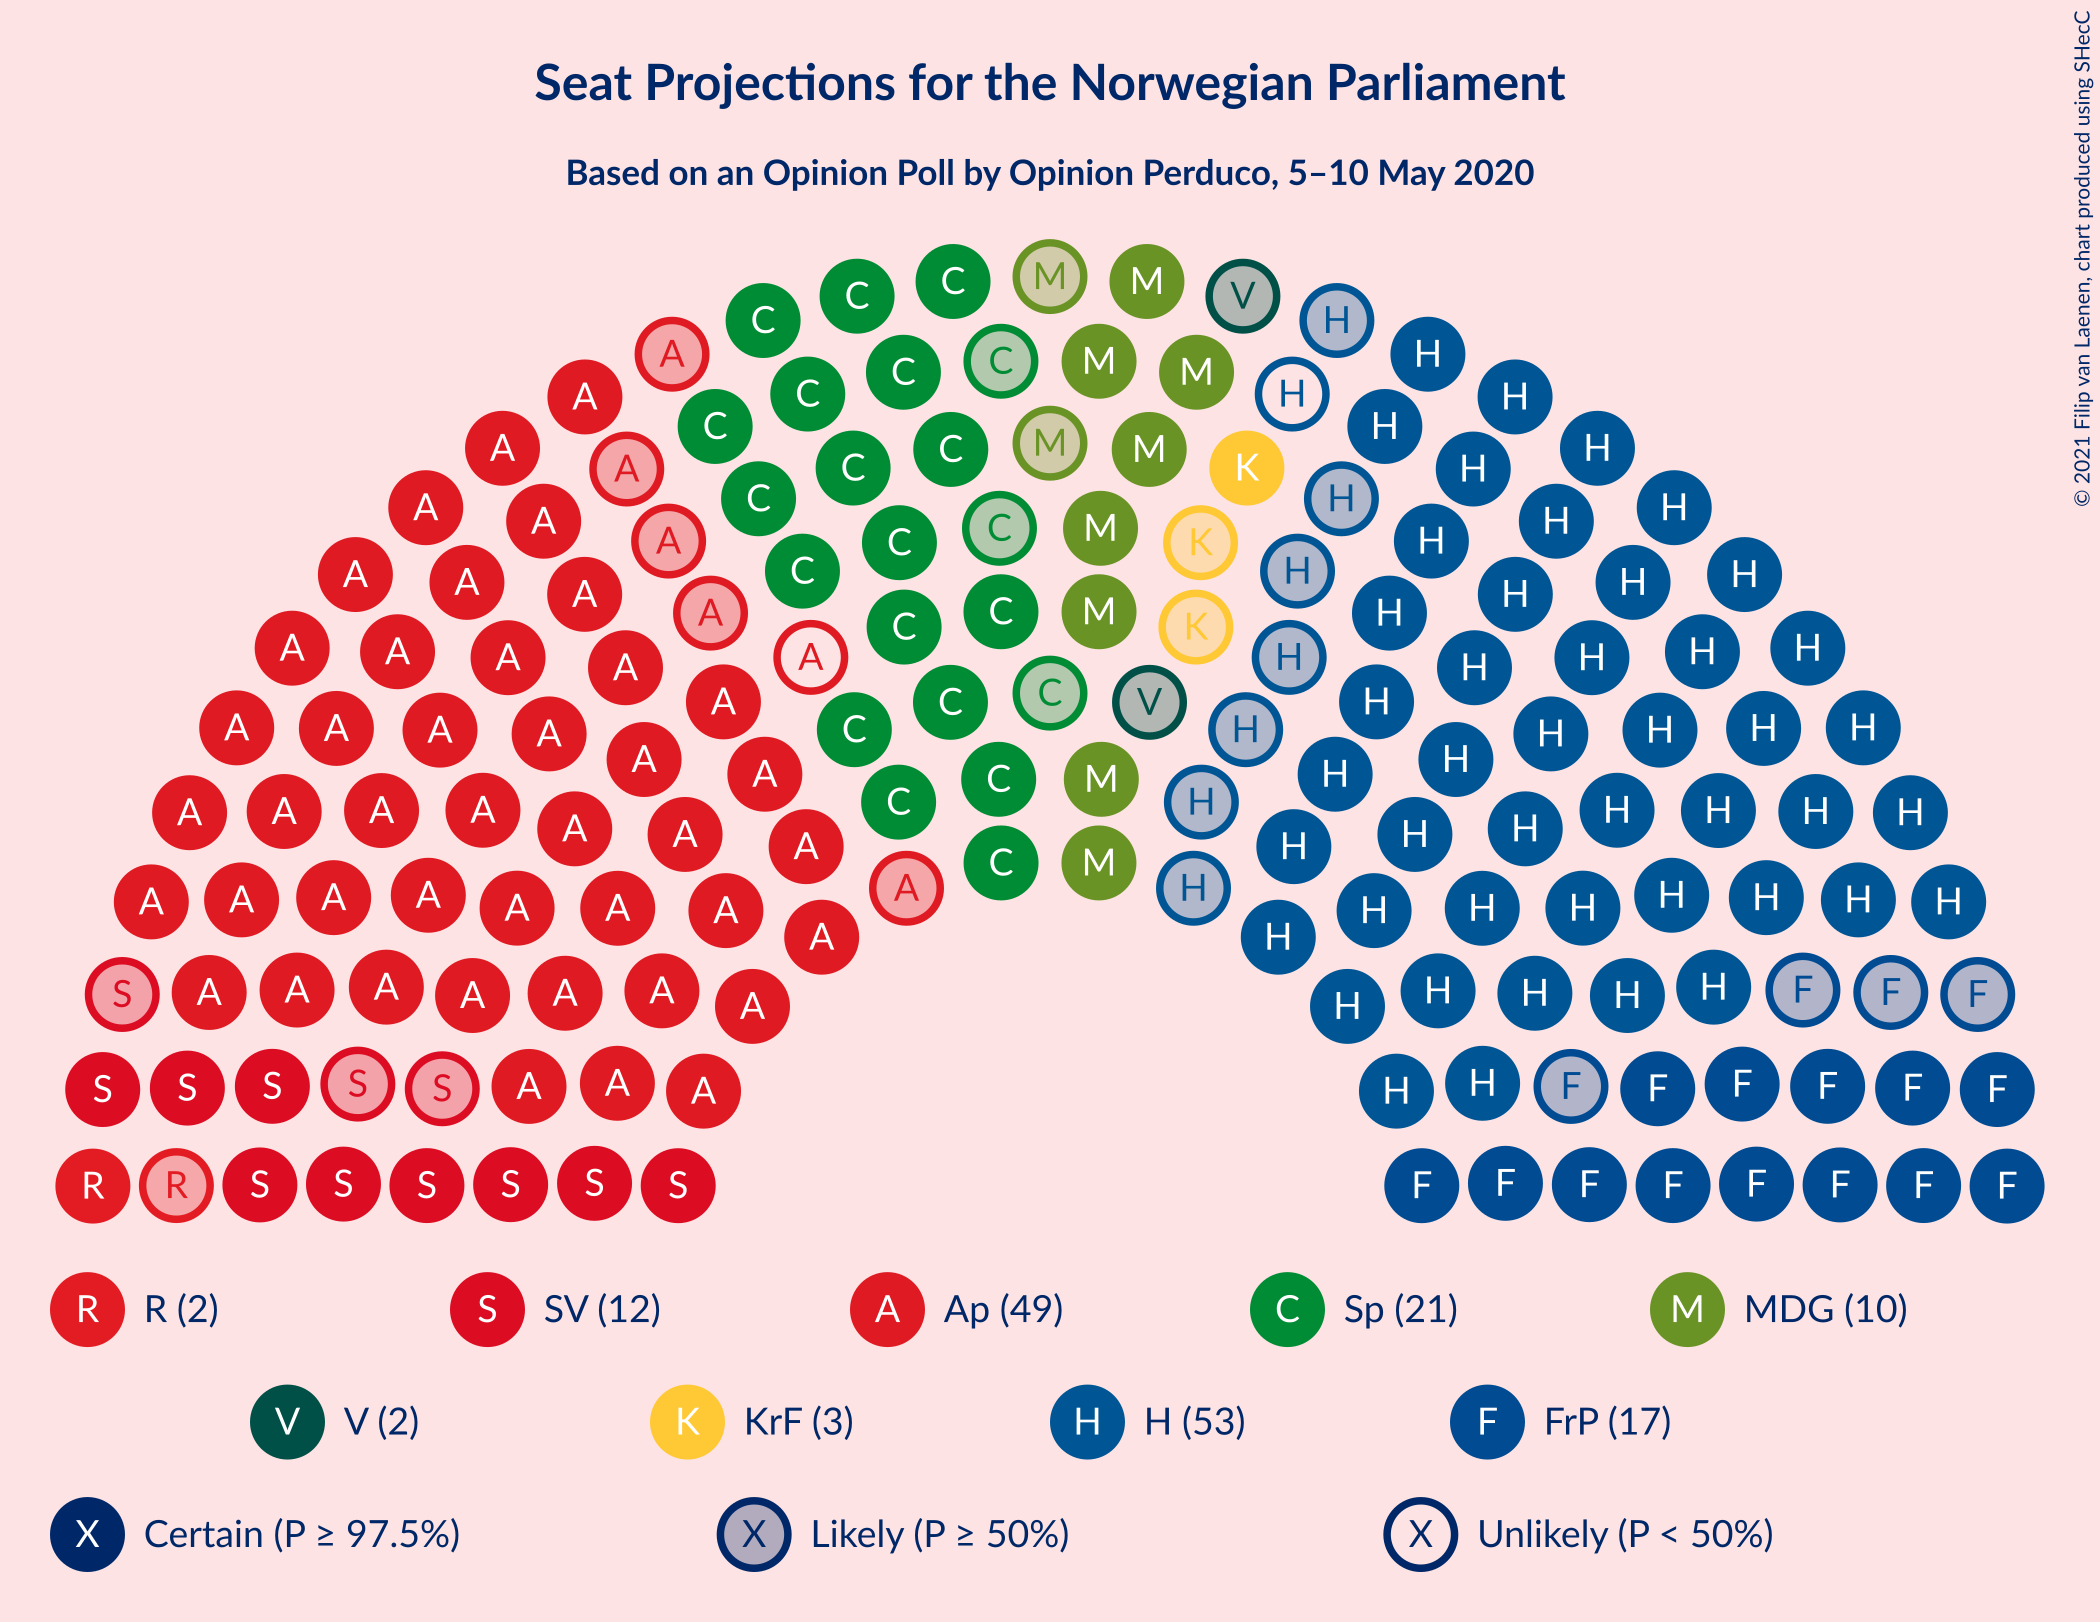 Seat Projections for the Norwegian Parliament
Based on an Opinion Poll by Opinion Perduco, 5–10 May 2020
© 2021 Filip van Laenen, chart produced using SHecC
C C M M V
C C H
A C C C M M H H
A C C H H H
A A C C M M K H H H
A A C H H H
A A A C C M K H H H H
A A A C H H H
A A A A C C M K H H H H
A A A A A H H H H H
A A A A A C C V H H H H H H
A A A A A C C M H H H H H H
A A A A A A C M H H H H H H
A A A A A A A A H H H H H H H H
S A A A A A A A H H H H H F F F
S S S S S A A A H H F F F F F F
R R S S S S S S F F F F F F F F
R R (2) S SV (12) A Ap (49) C Sp (21) M MDG (10)
V V (2) K KrF (3) H H (53) F FrP (17)
X Certain (P ≥ 97.5%) X Likely (P ≥ 50%) X Unlikely (P < 50%)